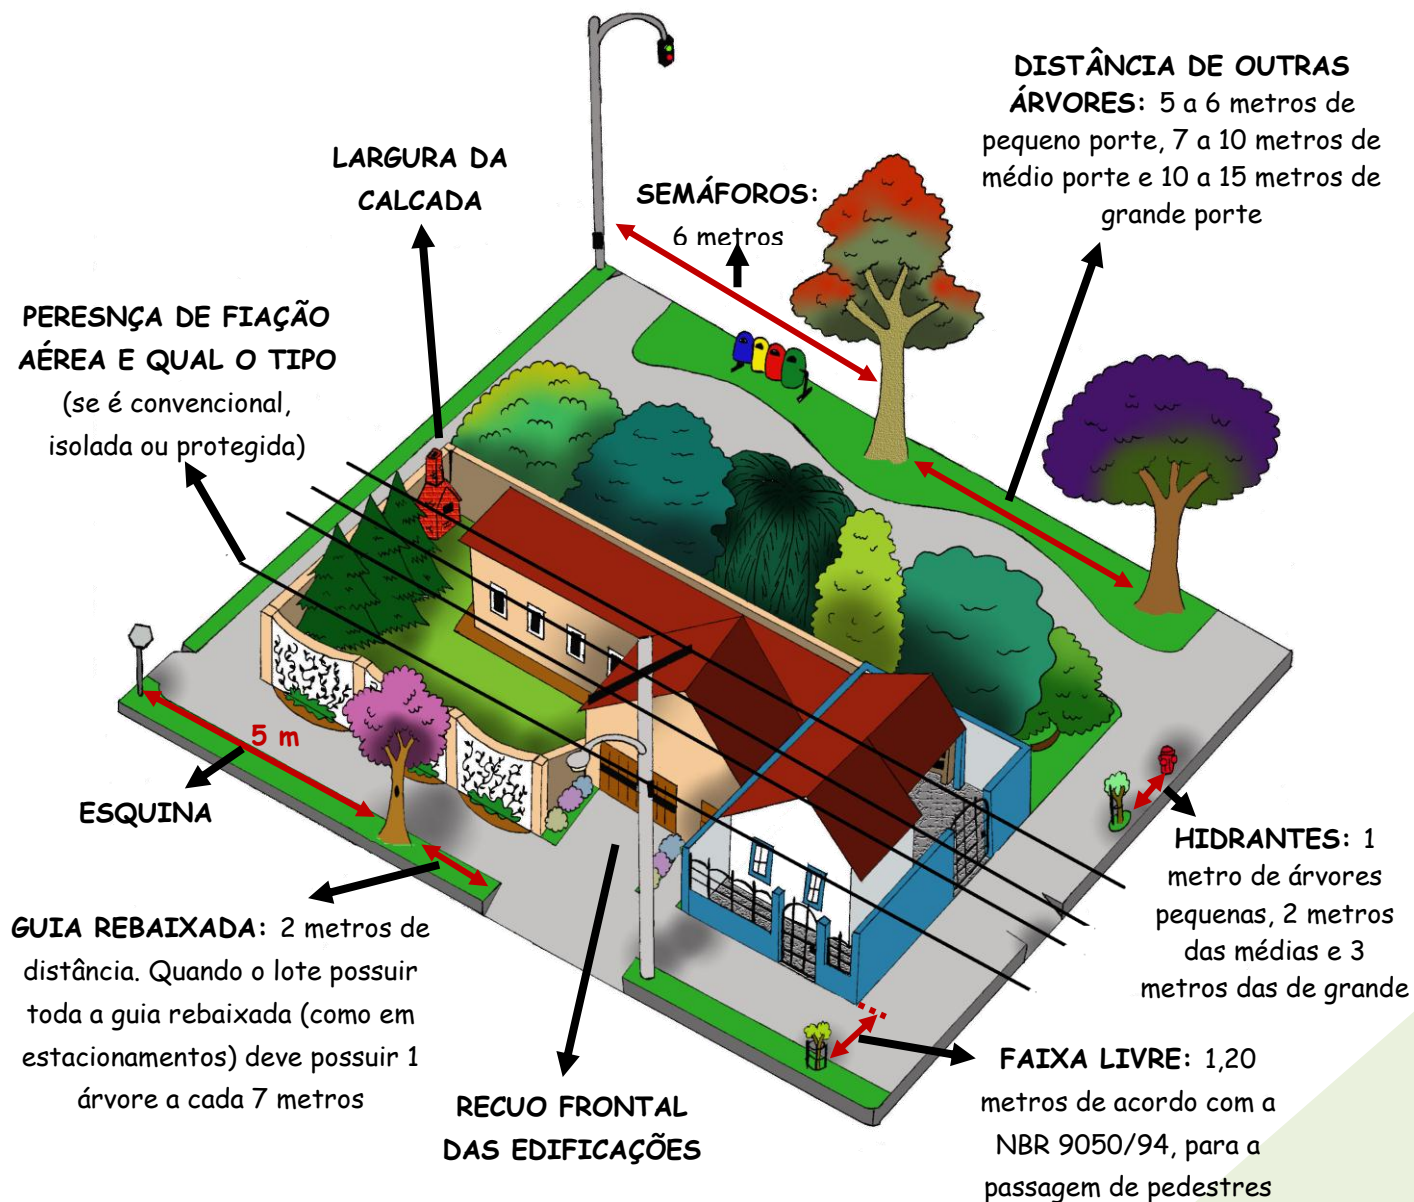 DISTÂNCIA DE OUTRAS
ÁRVORES: 5 a 6 metros de
pequeno porte, 7 a 10 metros de
médio porte e 10 a 15 metros de
grande porte
LARGURA DA
CALCADA
SEMÁFOROS:
6 metros
PERESNÇA DE FIAÇÃO
AÉREA E QUAL O TIPO
(se é convencional,
isolada ou protegida)
5 m
ESQUINA
HIDRANTES: 1
metro de árvores
pequenas, 2 metros
das médias e 3
metros das de grande
GUIA REBAIXADA: 2 metros de
distância. Quando o lote possuir
toda a guia rebaixada (como em
estacionamentos) deve possuir 1
árvore a cada 7 metros
RECUO FRONTAL
DAS EDIFICAÇÕES
FAIXA LIVRE: 1,20
metros de acordo com a
NBR 9050/94, para a
passagem de pedestres